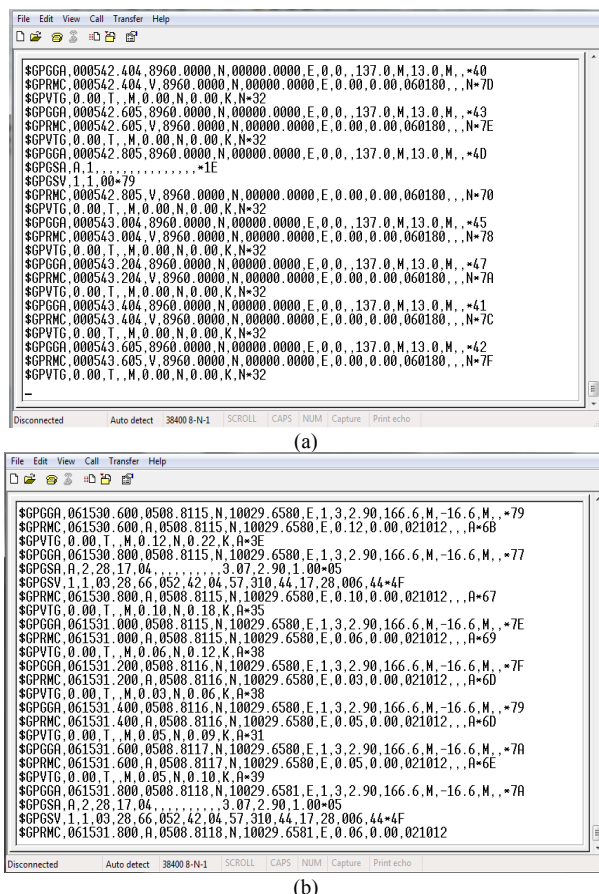 File Edit View Call Transfer Help
$GPGGA,000542.404,8960.0000,N,00000.0000,E,0,0,,137.0,M,13.0,M,,*40
$GPRMC,000542.404,V,8960.0000,N,00000.0000,E,0.00,0.00,060180,,,N*7D
$GPVTG,0.00,T,,M,0.00,N,0.00,K,N*32
$GPGGA,000542.605,8960.0000,N,00000.0000,E,0,0,,137.0,M,13.0,M,,*43
$GPRMC,000542.605,V,8960.0000,N,00000.0000,E,0.00,0.00,060180,,,N*7E
$GPVTG,0.00,T,,M,0.00,N,0.00,K,N*32
$GPGGA,000542.805,8960.0000,N,00000.0000,E,0,0,,137.0,M,13.0,M,,*4D
$GPGSA,A,1,,,,,,,,,,,,,,,*1E
$GPGSV,1,1,00*79
$GPRMC,000542.805,V,8960.0000,N,00000.0000,E,0.00,0.00,060180,,,N*70
$GPVTG,0.00,T,,M,0.00,N,0.00,K,N*32
$GPGGA,000543.004,8960.0000,N,00000.0000,E,0,0,,137.0,M,13.0,M,,*45
$GPRMC,000543.004,V,8960.0000,N,00000.0000,E,0.00,0.00,060180,,,N*78
$GPVTG,0.00,T,,M,0.00,N,0.00,K,N*32
$GPGGA,000543.204,8960.0000,N,00000.0000,E,0,0,,137.0,M,13.0,M,,*47
$GPRMC,000543.204,V,8960.0000,N,00000.0000,E,0.00,0.00,060180,,,N*7A
$GPVTG,0.00,T,,M,0.00,N,0.00,K,N*32
$GPGGA,000543.404,8960.0000,N,00000.0000,E,0,0,,137.0,M,13.0,M,,*41
$GPRMC,000543.404,V,8960.0000,N,00000.0000,E,0.00,0.00,060180,,,N*7C
$GPVTG,0.00,T,,M,0.00,N,0.00,K,N*32
$GPGGA,000543.605,8960.0000,N,00000.0000,E,0,0,,137.0,M,13.0,M,,*42
$GPRMC,000543.605,V,8960.0000,N,00000.0000,E,0.00,0.00,060180,,,N*7F
$GPVTG,0.00,T,,M,0.00,N,0.00,K,N*32
Disconnected Auto detect 38400 8-N-1 SCROLL CAPS NUM Capture Print echo
(a)
File Edit View Call Transfer Help
$GPGGA,061530.600,0508.8115,N,10029.6580,E,1,3,2.90,166.6,M,-16.6,M,,*79
$GPRMC,061530.600,A,0508.8115,N,10029.6580,E,0.12,0.00,021012,,,A*6B
$GPVTG,0.00,T,,M,0.12,N,0.22,K,A*3E
$GPGGA,061530.800,0508.8115,N,10029.6580,E,1,3,2.90,166.6,M,-16.6,M,,*77
$GPGSA,A,2,28,17,04,,,,,,,,,,3.07,2.90,1.00*05
$GPGSV,1,1,03,28,66,052,42,04,57,310,44,17,28,006,44*4F
$GPRMC,061530.800,A,0508.8115,N,10029.6580,E,0.10,0.00,021012,,,A*67
$GPVTG,0.00,T,,M,0.10,N,0.18,K,A*35
$GPGGA,061531.000,0508.8115,N,10029.6580,E,1,3,2.90,166.6,M,-16.6,M,,*7E
$GPRMC,061531.000,A,0508.8115,N,10029.6580,E,0.06,0.00,021012,,,A*69
$GPVTG,0.00,T,,M,0.06,N,0.12,K,A*38
$GPGGA,061531.200,0508.8116,N,10029.6580,E,1,3,2.90,166.6,M,-16.6,M,,*7F
$GPRMC,061531.200,A,0508.8116,N,10029.6580,E,0.03,0.00,021012,,,A*6D
$GPVTG,0.00,T,,M,0.03,N,0.06,K,A*38
$GPGGA,061531.400,0508.8116,N,10029.6580,E,1,3,2.90,166.6,M,-16.6,M,,*79
$GPRMC,061531.400,A,0508.8116,N,10029.6580,E,0.05,0.00,021012,,,A*6D
$GPVTG,0.00,T,,M,0.05,N,0.09,K,A*31
$GPGGA,061531.600,0508.8117,N,10029.6580,E,1,3,2.90,166.6,M,-16.6,M,,*7A
$GPRMC,061531.600,A,0508.8117,N,10029.6580,E,0.05,0.00,021012,,,A*6E
$GPVTG,0.00,T,,M,0.05,N,0.10,K,A*39
$GPGGA,061531.800,0508.8118,N,10029.6581,E,1,3,2.90,166.6,M,-16.6,M,,*7A
$GPGSA,A,2,28,17,04,,,,,,,,,,3.07,2.90,1.00*05
$GPGSV,1,1,03,28,66,052,42,04,57,310,44,17,28,006,44*4F
$GPRMC,061531.800,A,0508.8118,N,10029.6581,E,0.06,0.00,021012
Disconnected Auto detect 38400 8-N-1 SCROLL CAPS NUM Capture Print echo
(b)